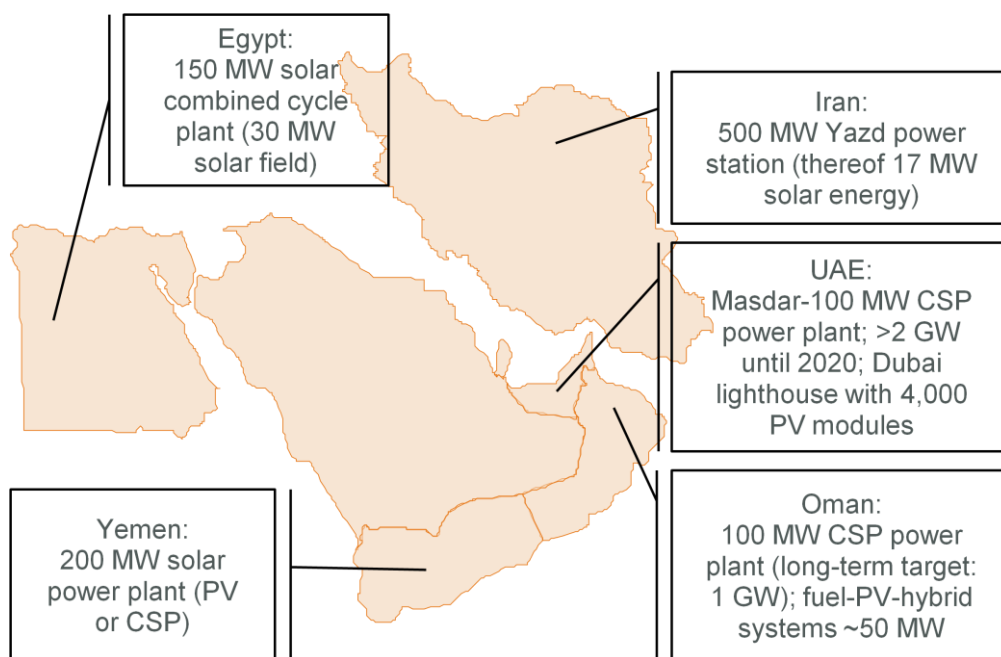 Egypt:
150 MW solar
combined cycle
plant (30 MW
solar field)
Iran:
500 MW Yazd power
station (thereof 17 MW
solar energy)
UAE:
Masdar-100 MW CSP
power plant; >2 GW
until 2020; Dubai
lighthouse with 4,000
PV modules
Yemen:
200 MW solar
power plant (PV
or CSP)
Oman:
100 MW CSP power
plant (long-term target:
1 GW); fuel-PV-hybrid
systems ~50 MW